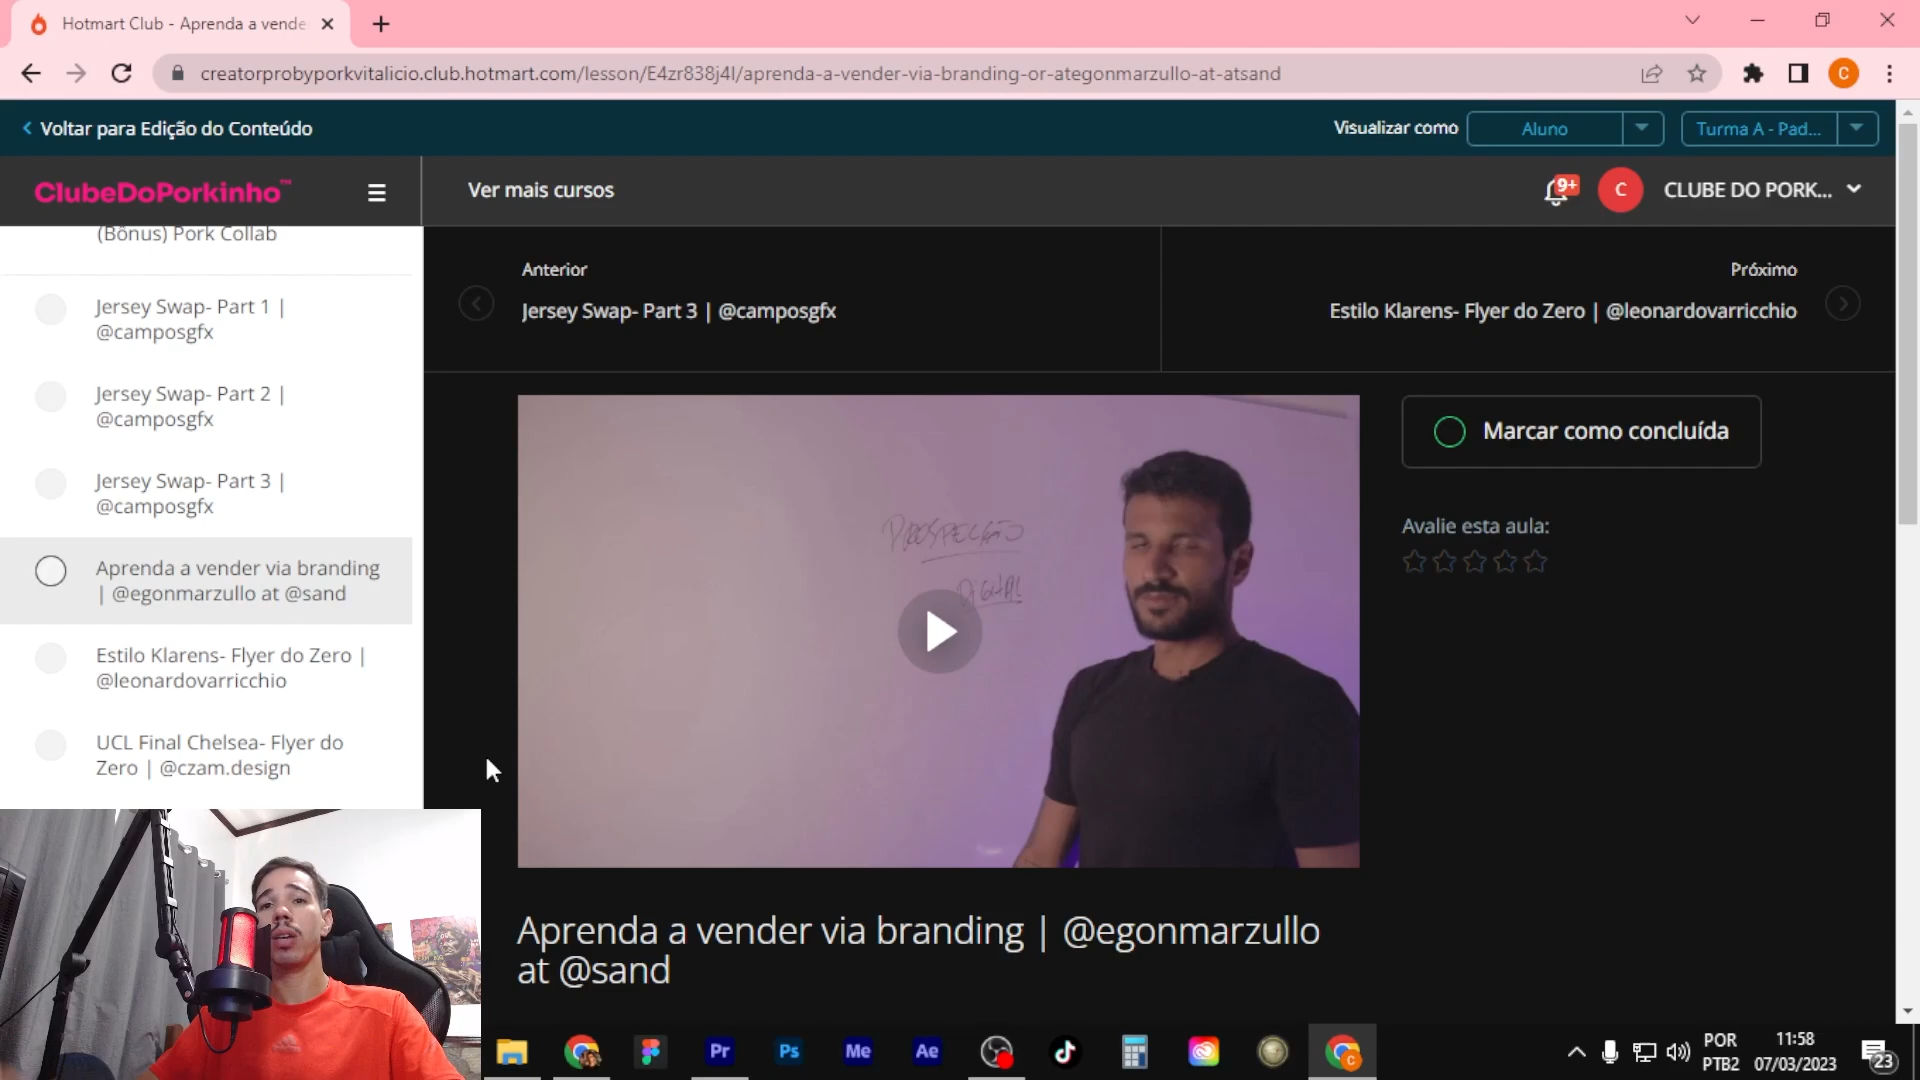 Hotmart Club - Aprenda a vende
creatorprobyporkvitalicio.club.hotmart.com/lesson/E4zr838j4l/aprenda-a-vender-via-branding-or-ategonmarzullo-at-atsand
C
Voltar para Edição do Conteúdo
Visualizar como
Aluno
Turma A - Pad...
ClubeDoPorkinho™
Ver mais cursos
9+
C
CLUBE DO PORK...
(Bônus) Pork Collab
Jersey Swap- Part 1 |
@camposgfx
Jersey Swap- Part 2 |
@camposgfx
Jersey Swap- Part 3 |
@camposgfx
Aprenda a vender via branding
| @egonmarzullo at @sand
Estilo Klarens- Flyer do Zero |
@leonardovarricchio
UCL Final Chelsea- Flyer do
Zero | @czam.design
Anterior
Jersey Swap- Part 3 | @camposgfx
Próximo
Estilo Klarens- Flyer do Zero | @leonardovarricchio
PROSPECÇÃO
DIGITAL
Marcar como concluída
Avalie esta aula:
Aprenda a vender via branding | @egonmarzullo
at @sand
Pr
Ps
Me
Ae
C
POR
PTB2
11:58
07/03/2023
23